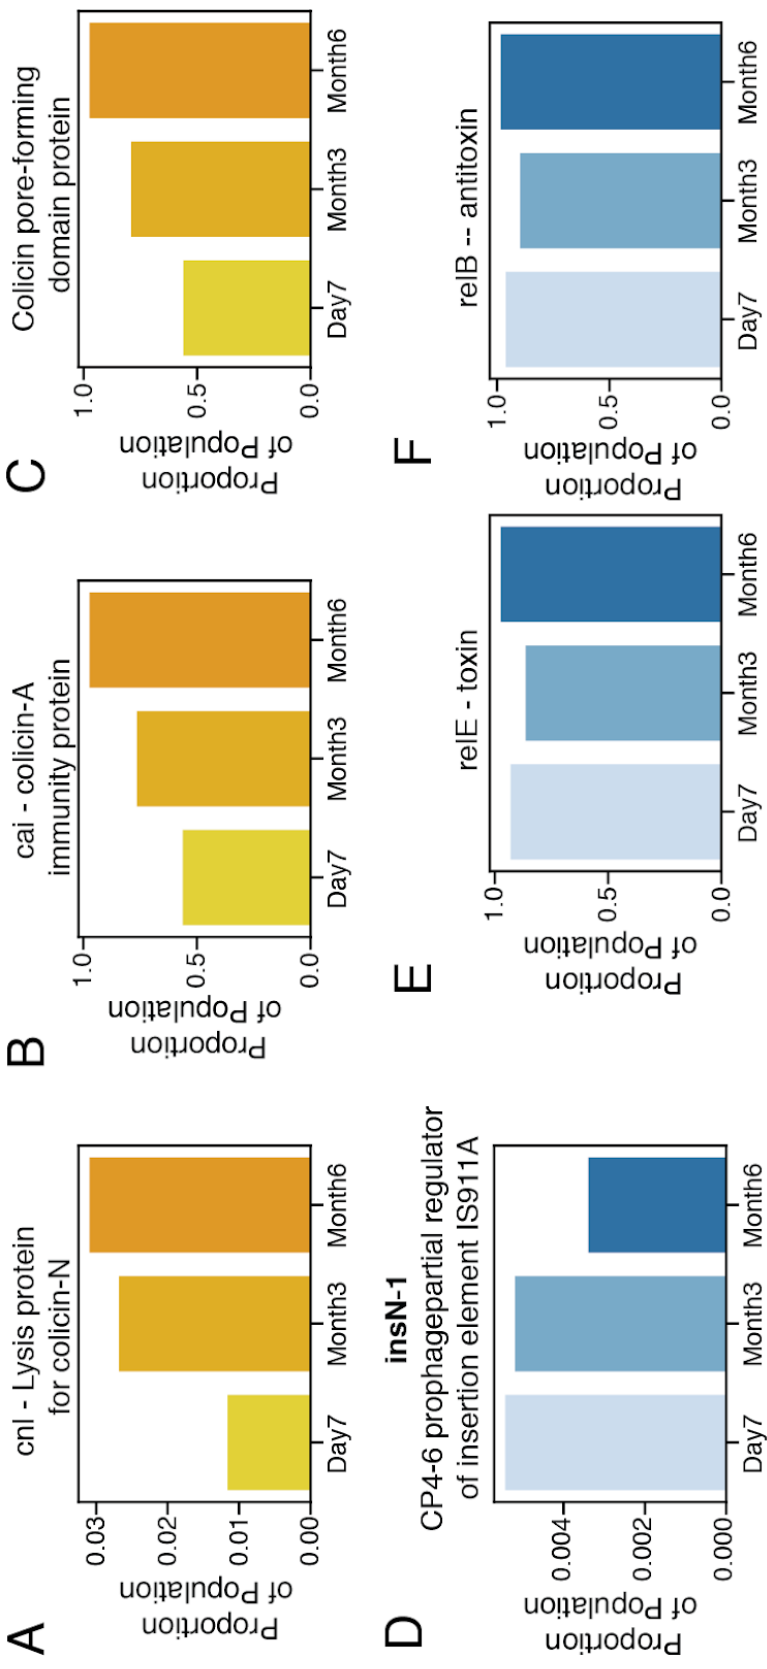 A
cnl - Lysis protein
for colicin-N
Proportion
of Population
0.03
0.02
0.01
0.00
Day7
Month3
Month6
B
cai - colicin-A
immunity protein
Proportion
of Population
1.0
0.5
0.0
Day7
Month3
Month6
C
Colicin pore-forming
domain protein
Proportion
of Population
1.0
0.5
0.0
Day7
Month3
Month6
D
insN-1
CP4-6 prophagepartial regulator
of insertion element IS911A
Proportion
of Population
0.004
0.002
0.000
Day7
Month3
Month6
E
relE - toxin
Proportion
of Population
1.0
0.5
0.0
Day7
Month3
Month6
F
relB -- antitoxin
Proportion
of Population
1.0
0.5
0.0
Day7
Month3
Month6